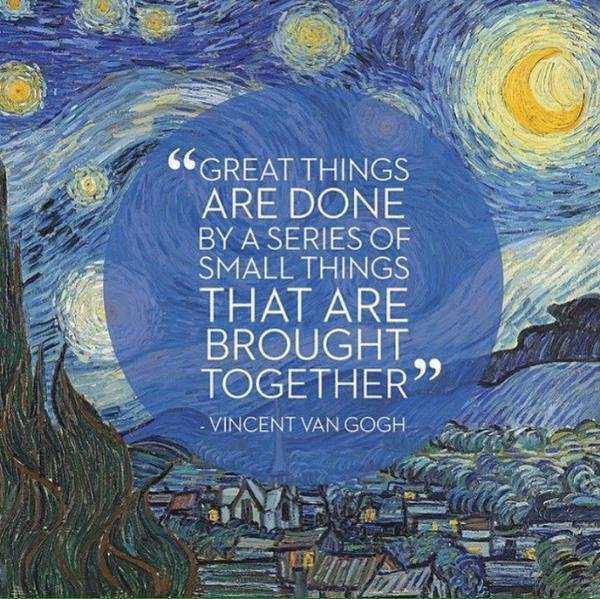 “GREAT THINGS
ARE DONE
BY A SERIES OF
SMALL THINGS
THAT ARE
BROUGHT
TOGETHER”
- VINCENT VAN GOGH